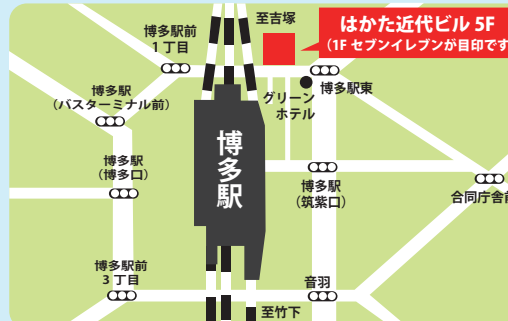 至吉塚
はかた近代ビル 5F
（1F セブンイレブンが目印です
博多駅前
1 丁目
博多駅
（バスターミナル前）
グリーン
ホテル
博多駅東
博多駅
博多駅
（博多口）
博多駅
（筑紫口）
合同庁舎前
博多駅前
3 丁目
音羽
至竹下